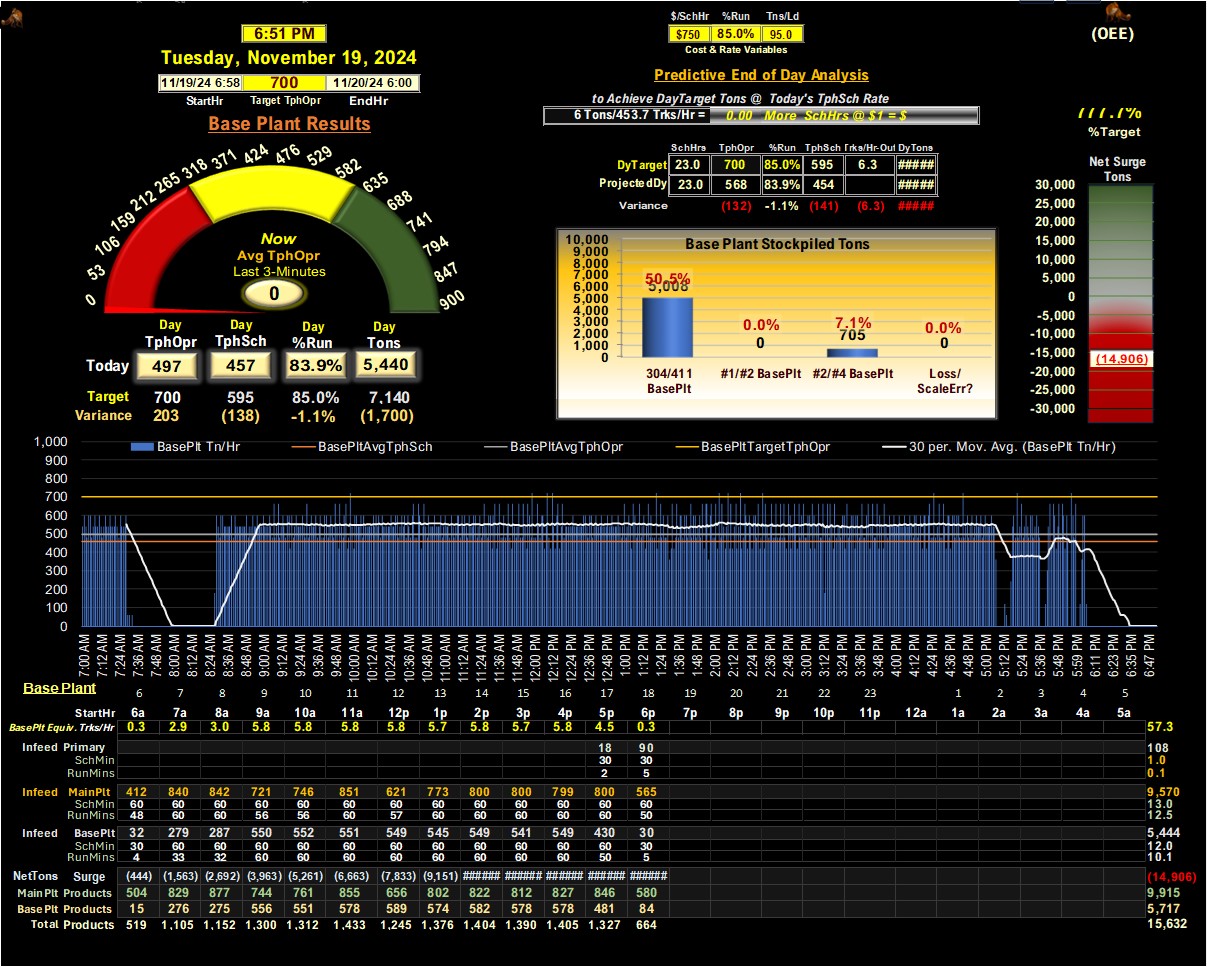 6:51 PM
Tuesday, November 19, 2024
11/19/24 6:58 700 11/20/24 6:00
StartHr Target TphOpr EndHr
Base Plant Results
0 53 106 159 212 265 318 371 424 476 529 582 635 688 741 794 847 900
Now
Avg TphOpr
Last 3-Minutes
0
Day Day Day Day
TphOpr TphSch %Run Tons
Today 497 457 83.9% 5,440
Target 700 595 85.0% 7,140
Variance 203 (138) -1.1% (1,700)
$/SchHr %Run Tns/Ld
$750 85.0% 95.0
Cost & Rate Variables
Predictive End of Day Analysis
to Achieve DayTarget Tons @ Today's TphSch Rate
6 Tons/453.7 Trks/Hr = 0.00 More SchHrs @ $1 = $
SchHrs TphOpr %Run TphSch Trks/Hr-Out DyTons
DyTarget 23.0 700 85.0% 595 6.3 #####
ProjectedDy 23.0 568 83.9% 454 #####
Variance (132) -1.1% (141) (6.3) #####
Base Plant Stockpiled Tons
10,000
9,000
8,000
7,000
6,000
5,000
4,000
3,000
2,000
1,000
0
50.5% 0.0% 7.1% 0.0%
5,008 0 705 0
304/411 BasePlt
#1/#2 BasePlt
#2/#4 BasePlt
Loss/ ScaleErr?
(OEE)
777.7%
%Target
Net Surge
Tons
30,000
25,000
20,000
15,000
10,000
5,000
0
-5,000
-10,000
-15,000
(14,906)
-20,000
-25,000
-30,000
BasePlt Tn/Hr BasePltAvgTphSch BasePltAvgTphOpr BasePltTargetTphOpr 30 per. Mov. Avg. (BasePlt Tn/Hr)
1,000
900
800
700
600
500
400
300
200
100
0
7:00 AM 7:12 AM 7:24 AM 7:36 AM 7:48 AM 8:00 AM 8:12 AM 8:24 AM 8:36 AM 8:48 AM 9:00 AM 9:12 AM 9:24 AM 9:36 AM 9:48 AM 10:00 AM 10:12 AM 10:24 AM 10:36 AM 10:48 AM 11:00 AM 11:12 AM 11:24 AM 11:36 AM 11:48 AM 12:00 PM 12:12 PM 12:24 PM 12:36 PM 12:48 PM 1:00 PM 1:12 PM 1:24 PM 1:36 PM 1:48 PM 2:00 PM 2:12 PM 2:24 PM 2:36 PM 2:48 PM 3:00 PM 3:12 PM 3:24 PM 3:36 PM 3:48 PM 4:00 PM 4:12 PM 4:23 PM 4:35 PM 4:48 PM 5:00 PM 5:12 PM 5:24 PM 5:36 PM 5:48 PM 5:59 PM 6:11 PM 6:23 PM 6:35 PM 6:47 PM
Base Plant 6 7 8 9 10 11 12 13 14 15 16 17 18 19 20 21 22 23 1 2 3 4 5
StartHr 6a 7a 8a 9a 10a 11a 12p 1p 2p 3p 4p 5p 6p 7p 8p 9p 10p 11p 12a 1a 2a 3a 4a 5a
BasePlt Equiv. Trks/Hr 0.3 2.9 3.0 5.8 5.8 5.8 5.8 5.8 5.7 5.8 5.7 5.8 4.5 0.3 57.3
Infeed Primary 18 90 108
SchMin 30 30 1.0
RunMins 2 5 0.1
Infeed MainPlt 412 840 842 721 746 851 621 773 800 800 799 800 565 9,570
SchMin 60 60 60 60 60 60 60 60 60 60 60 60 60 13.0
RunMins 48 60 60 56 56 60 57 60 60 60 60 60 50 12.5
Infeed BasePlt 32 279 287 550 552 551 549 545 549 541 549 430 30 5,444
SchMin 30 60 60 60 60 60 60 60 60 60 60 60 30 12.0
RunMins 4 33 32 60 60 60 60 60 60 60 60 50 5 10.1
NetTons Surge (444) (1,563) (2,692) (3,963) (5,261) (6,663) (7,833) (9,151) ###### ###### ###### ###### ###### (14,906)
MainPlt Products 504 829 877 744 761 855 656 802 822 812 827 846 580 9,915
BasePlt Products 15 276 275 556 551 578 589 574 582 578 578 481 84 5,717
Total Products 519 1,105 1,152 1,300 1,312 1,433 1,245 1,376 1,404 1,390 1,405 1,327 664 15,632